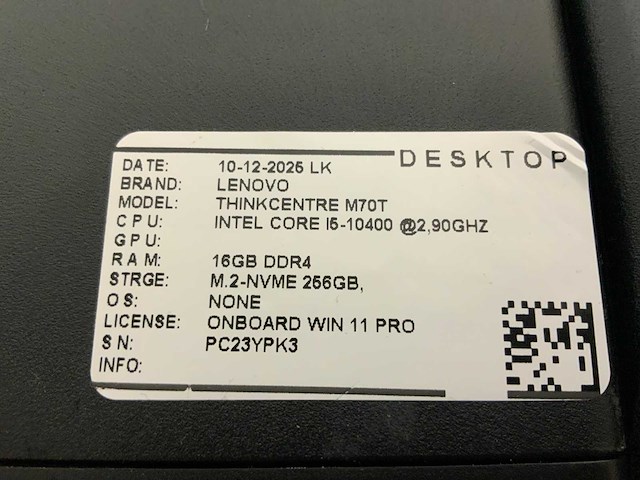 DESKTOP
DATE: 10-12-2025 LK
BRAND: LENOVO
MODEL: THINKCENTRE M70T
CPU: INTEL CORE I5-10400 @2,90GHZ
GPU:
RAM: 16GB DDR4
STRGE: M.2-NVME 256GB,
OS: NONE
LICENSE: ONBOARD WIN 11 PRO
SN: PC23YPK3
INFO: